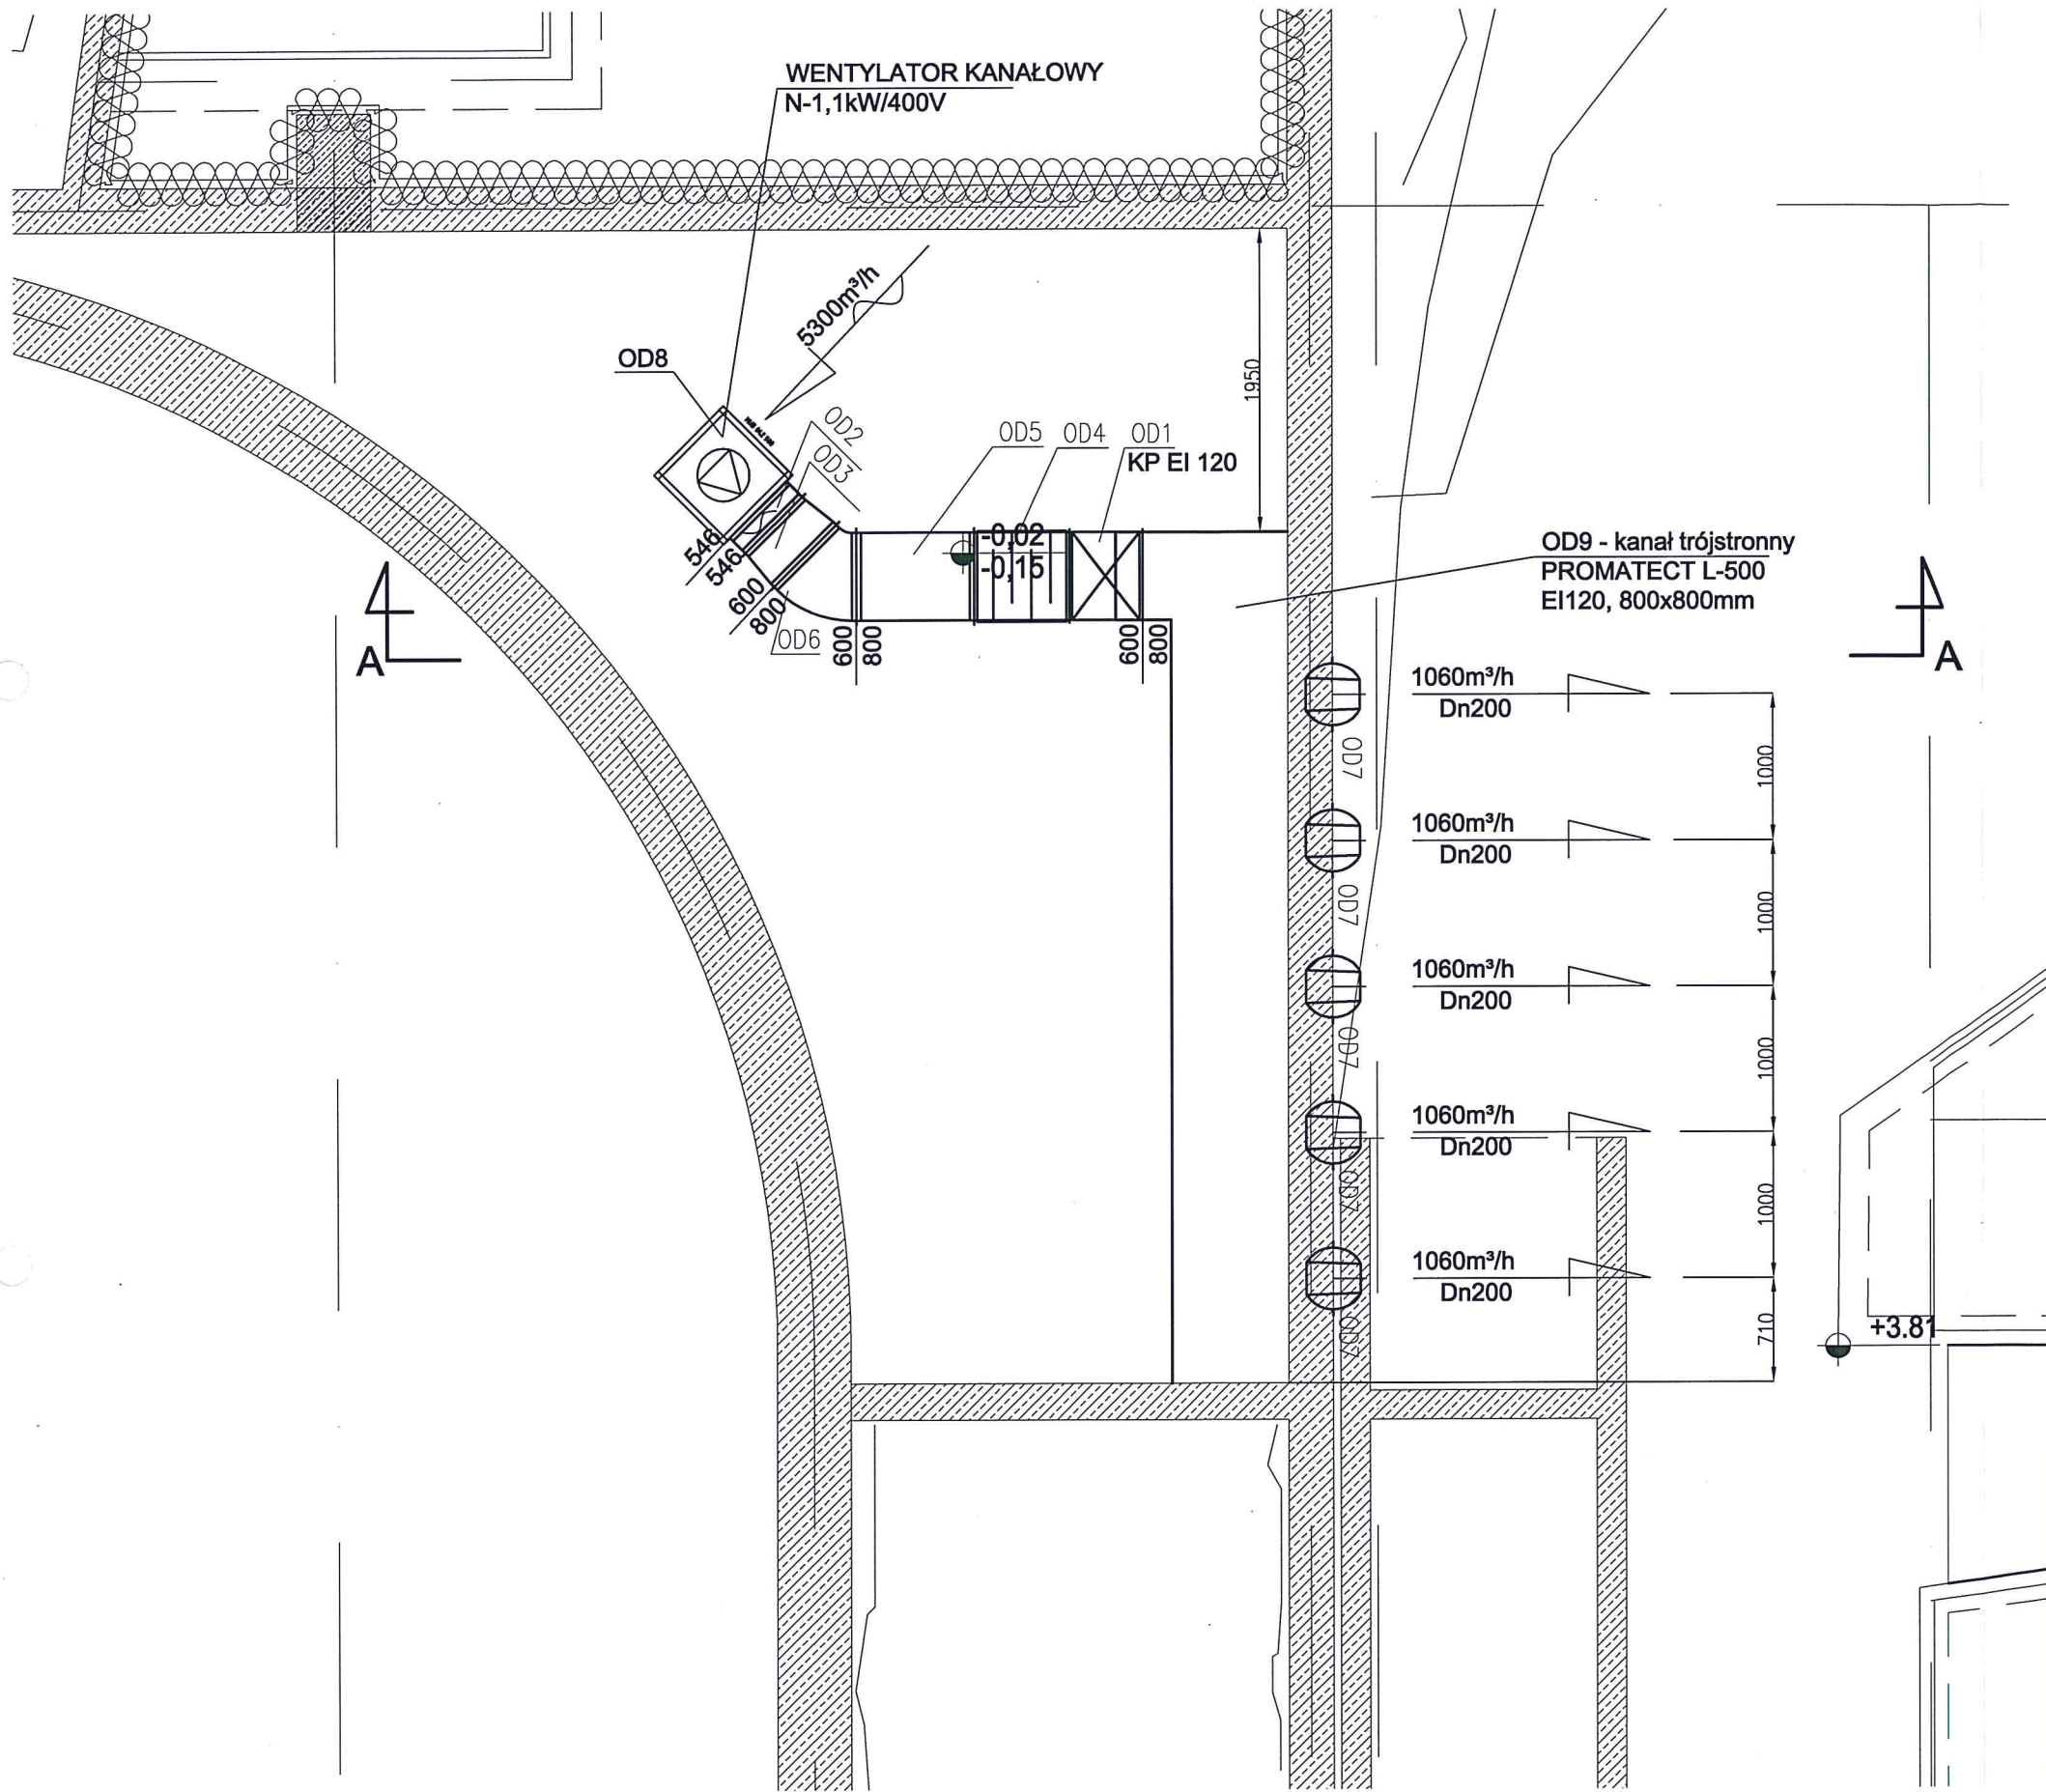 WENTYLATOR KANAŁOWY
N-1,1kW/400V
5300m³/h
OD8
1950
OD2
OD3
OD5
OD4
OD1
KP EI 120
546
546
-0,02
-0,15
600
800
OD6
600
800
600
800
OD9 - kanał trójstronny
PROMATECT L-500
EI120, 800x800mm
A
A
1060m³/h
Dn200
OD7
1000
1060m³/h
Dn200
OD7
1000
1060m³/h
Dn200
OD7
1000
1060m³/h
Dn200
OD7
1000
1060m³/h
Dn200
OD7
710
+3.81